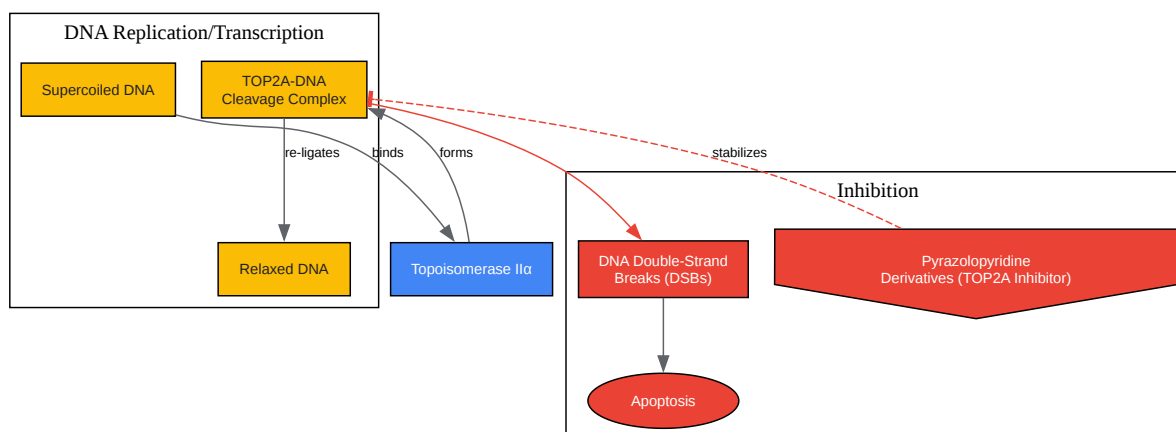 DNA Replication/Transcription
Supercoiled DNA
TOP2A-DNA
Cleavage Complex
re-ligates
binds
forms
stabilizes
Inhibition
Relaxed DNA
Topoisomerase IIα
DNA Double-Strand
Breaks (DSBs)
Pyrazolopyridine
Derivatives (TOP2A Inhibitor)
Apoptosis